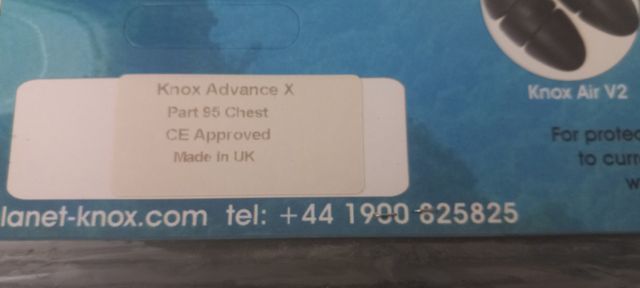 Knox Advance X
Part 95 Chest
CE Approved
Made In UK
Knox Air V2
For protec
to curr
w
lanet-knox.com tel: +44 1900 825825